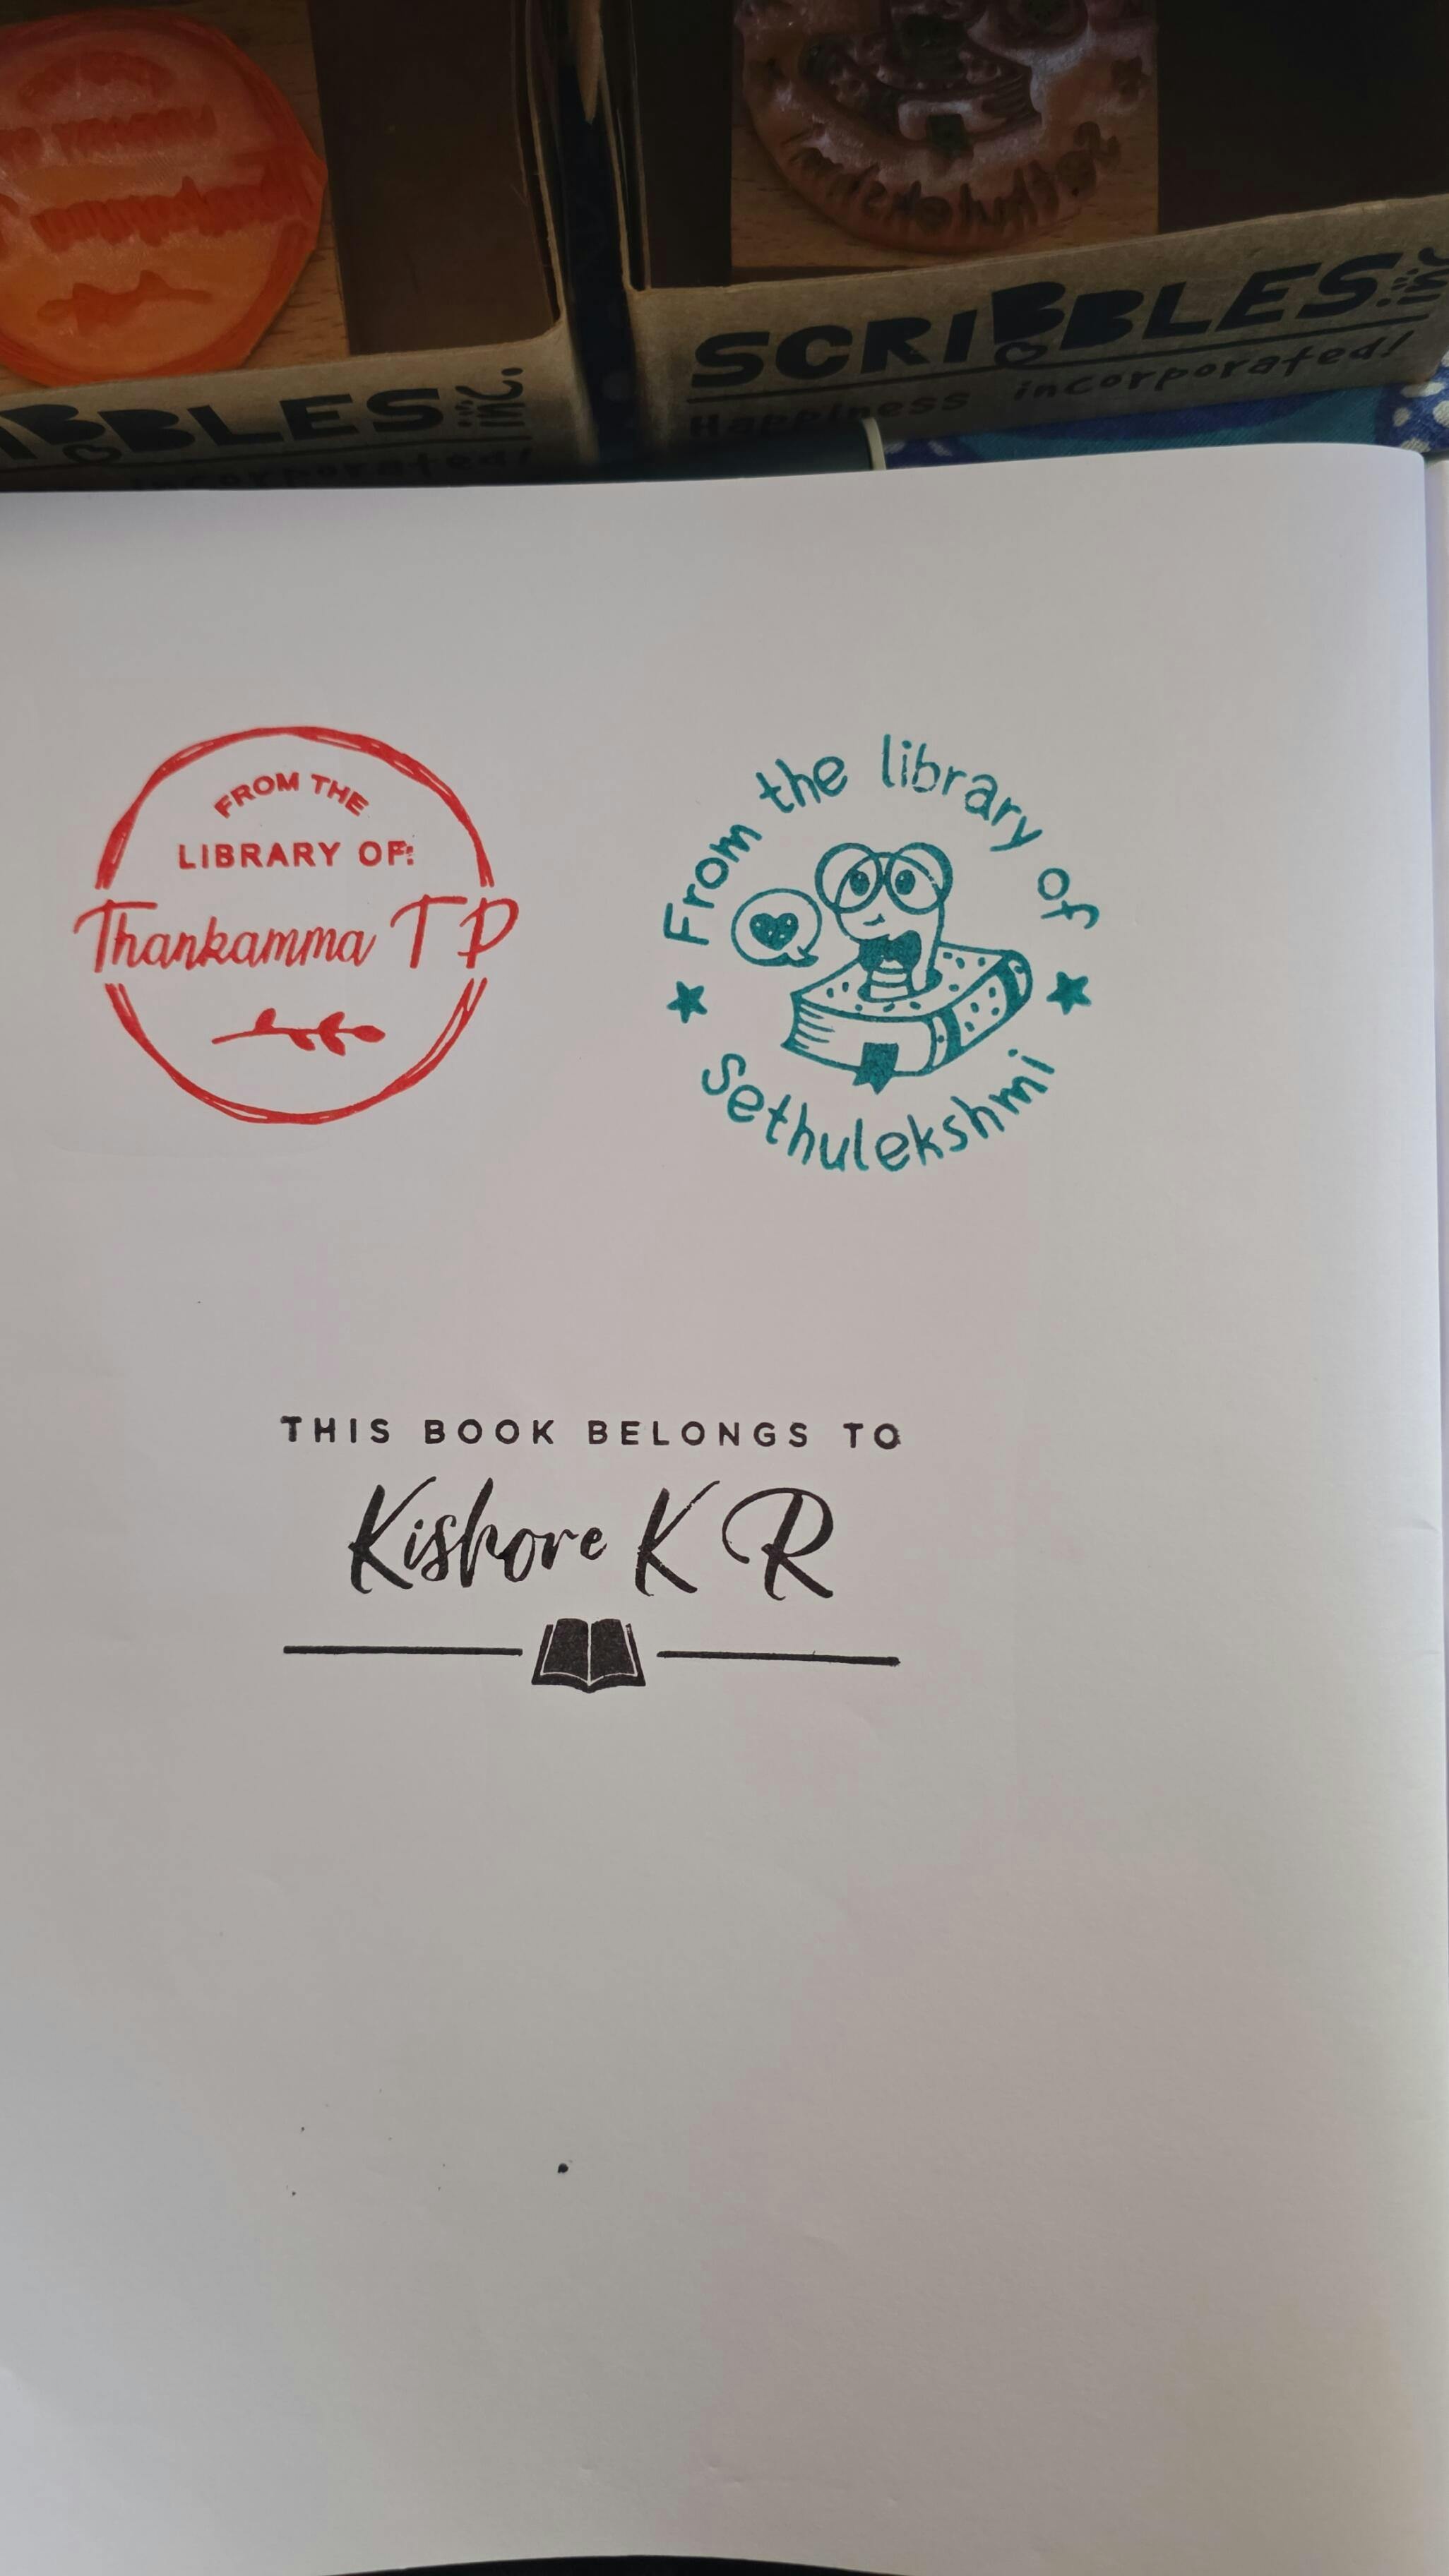 BBLES inc.
incorporated!
SCRIBBLES inc.
Happiness incorporated!
FROM THE
LIBRARY OF:
Thankamma T P
From the library of
Sethulekshmi
THIS BOOK BELONGS TO
Kishore K R